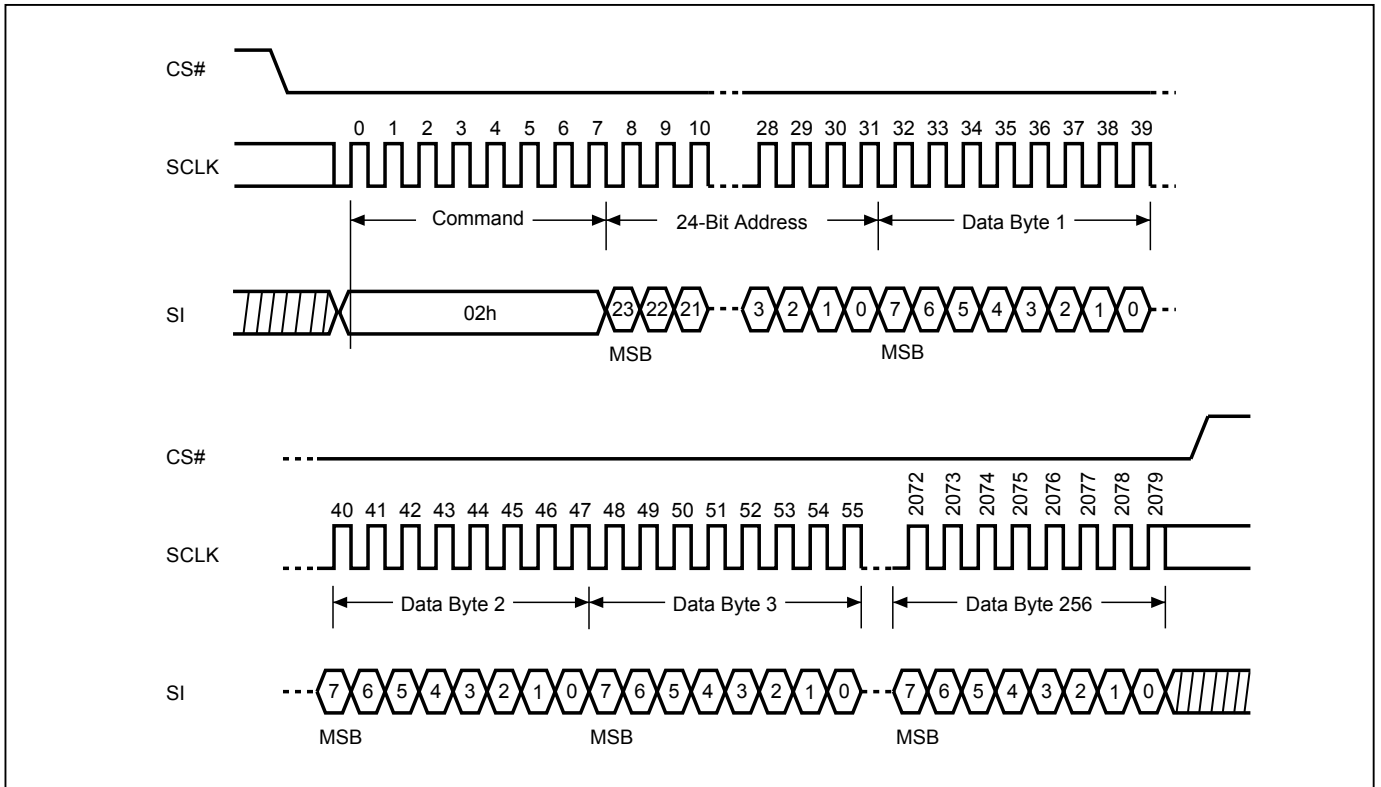 CS#
0 1 2 3 4 5 6 7 8 9 10 28 29 30 31 32 33 34 35 36 37 38 39
SCLK
Command 24-Bit Address Data Byte 1
SI 02h 23 22 21 3 2 1 0 7 6 5 4 3 2 1 0
MSB MSB
CS#
40 41 42 43 44 45 46 47 48 49 50 51 52 53 54 55 2072 2073 2074 2075 2076 2077 2078 2079
SCLK
Data Byte 2 Data Byte 3 Data Byte 256
SI 7 6 5 4 3 2 1 0 7 6 5 4 3 2 1 0 7 6 5 4 3 2 1 0
MSB MSB MSB